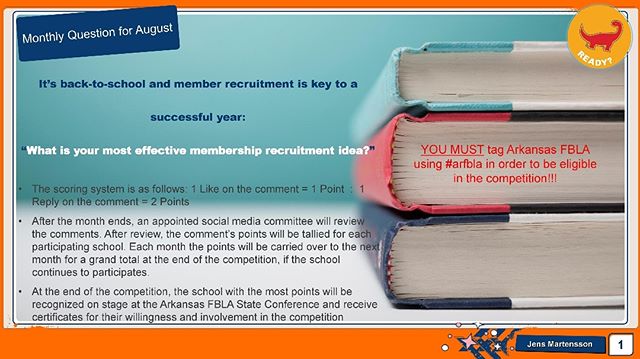 Monthly Question for August
READY?
It's back-to-school and member recruitment is key to a
successful year:
"What is your most effective membership recruitment idea?"
YOU MUST tag Arkansas FBLA
using #arfbla in order to be eligible
in the competition!!!
• The scoring system is as follows: 1 Like on the comment = 1 Point : 1
Reply on the comment = 2 Points
• After the month ends, an appointed social media committee will review
the comments. After review, the comment's points will be tallied for each
participating school. Each month the points will be carried over to the next
month for a grand total at the end of the competition, if the school
continues to participates.
• At the end of the competition, the school with the most points will be
recognized on stage at the Arkansas FBLA State Conference and receive
certificates for their willingness and involvement in the competition
Jens Martensson
1